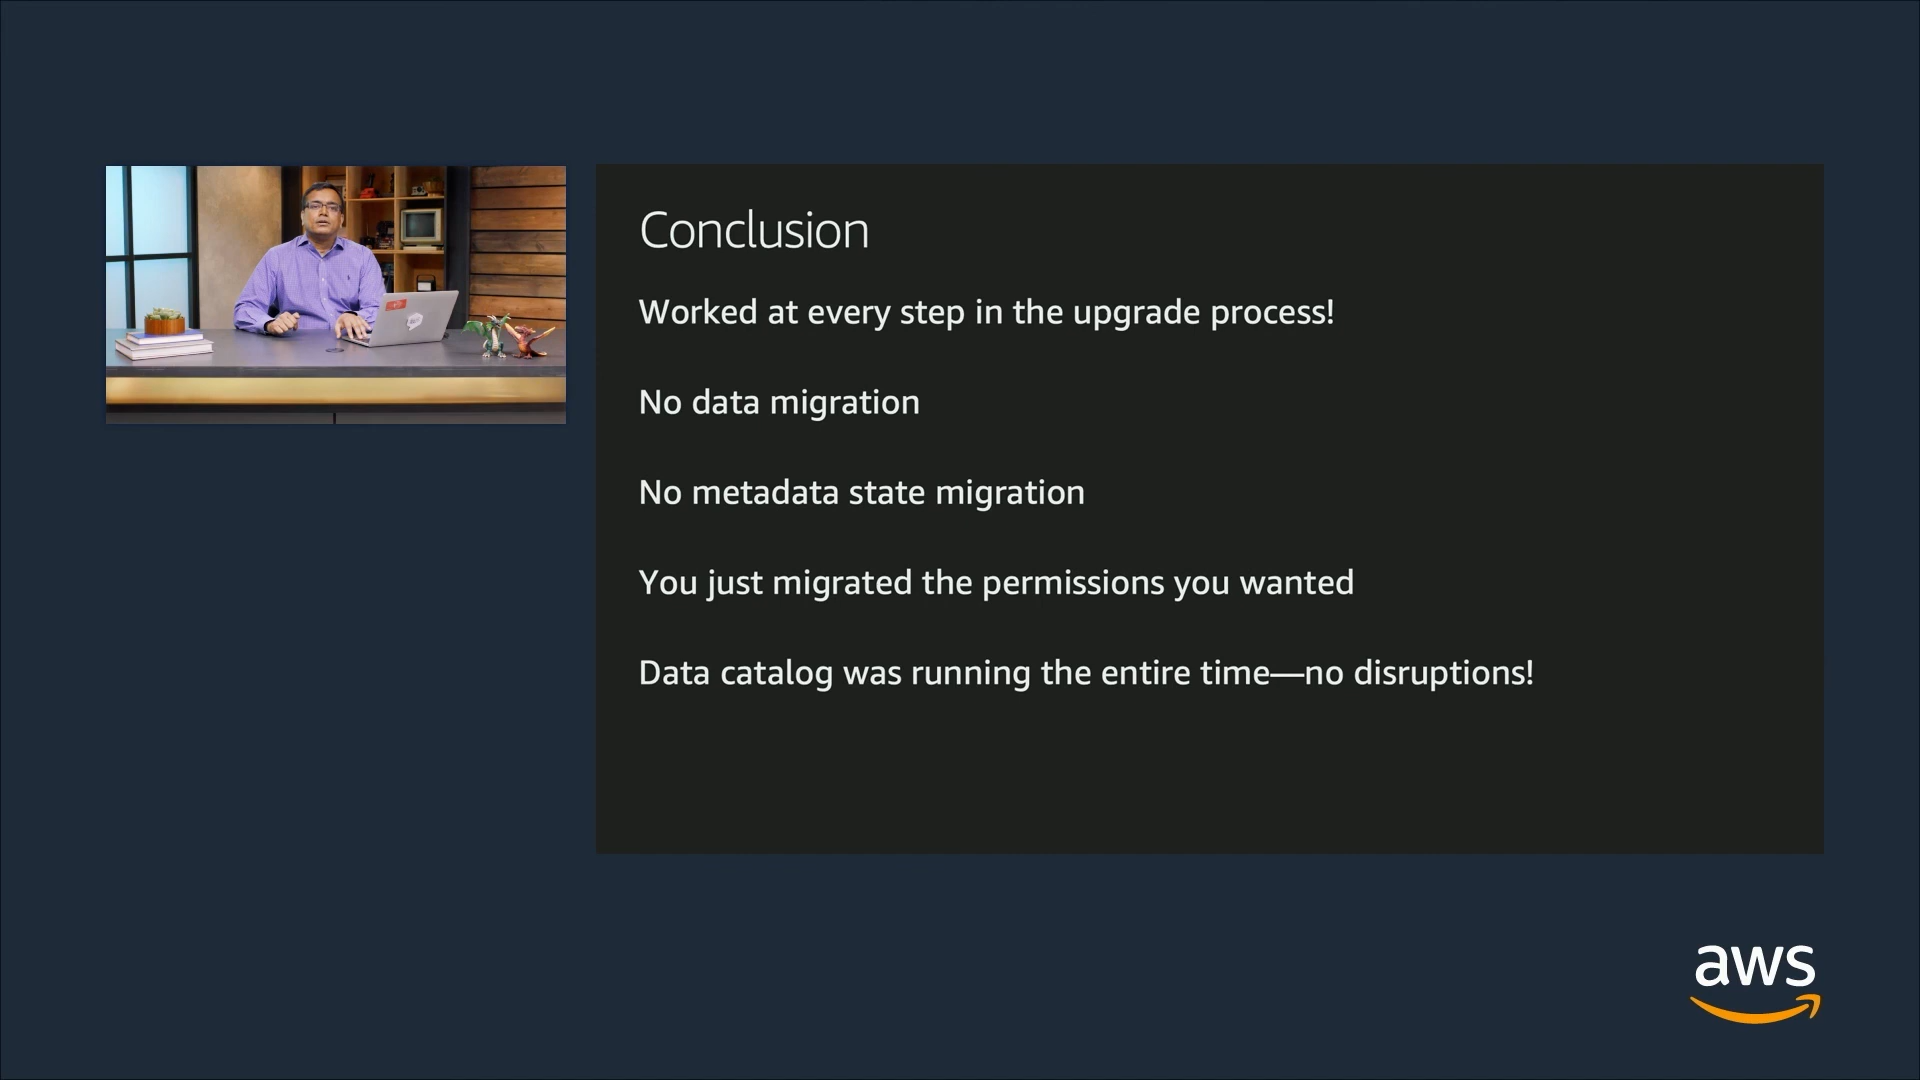 Conclusion
Worked at every step in the upgrade process!
No data migration
No metadata state migration
You just migrated the permissions you wanted
Data catalog was running the entire time—no disruptions!
aws